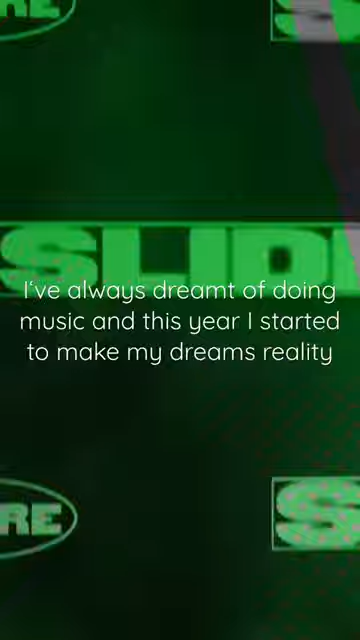 RE
S
SLID
I've always dreamt of doing
music and this year I started
to make my dreams reality
RE
S